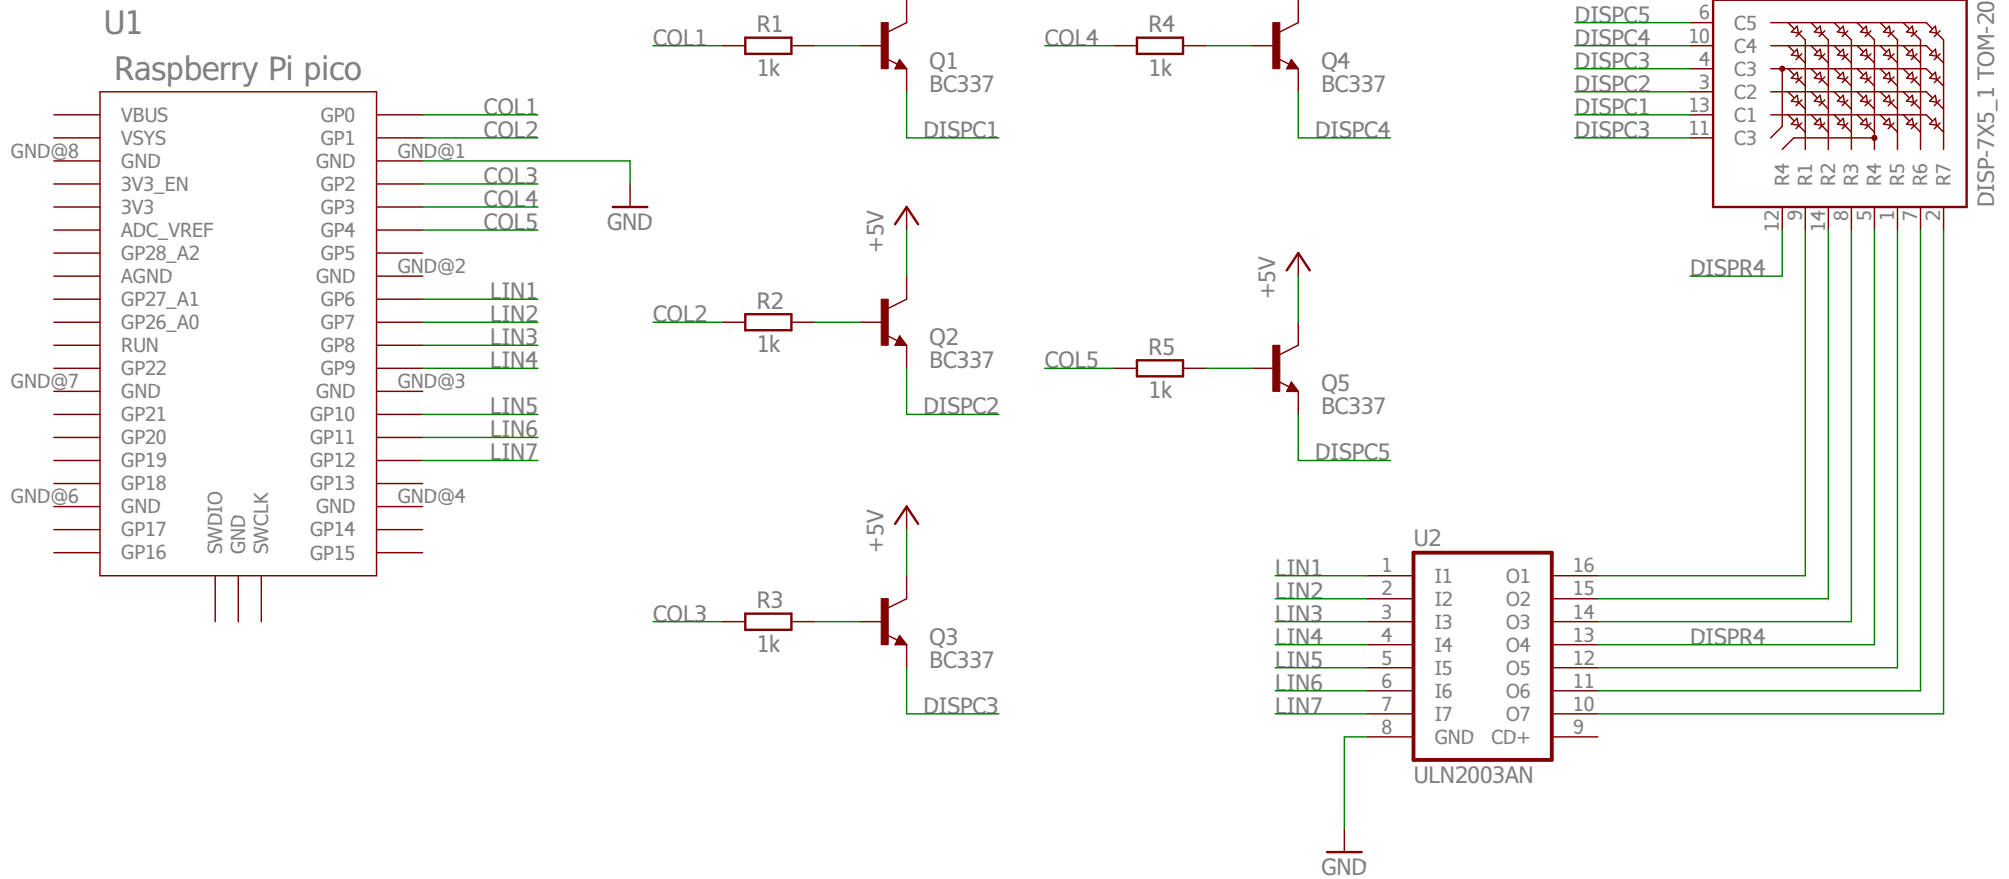 U1
Raspberry Pi pico
VBUS
VSYS
GND@8
GND
3V3_EN
3V3
ADC_VREF
GP28_A2
AGND
GP27_A1
GP26_A0
RUN
GP22
GND@7
GND
GP21
GP20
GP19
GP18
GND@6
GND
GP17
GP16
SWDIO
GND
SWCLK
GP0
COL1
GP1
COL2
GND
GND@1
GP2
COL3
GP3
COL4
GP4
COL5
GP5
GND
GND@2
GP6
LIN1
GP7
LIN2
GP8
LIN3
GP9
LIN4
GND
GND@3
GP10
LIN5
GP11
LIN6
GP12
LIN7
GP13
GND
GND@4
GP14
GP15
GND
COL1
R1
1k
Q1
BC337
DISPC1
+5V
COL2
R2
1k
Q2
BC337
DISPC2
+5V
COL3
R3
1k
Q3
BC337
DISPC3
COL4
R4
1k
Q4
BC337
DISPC4
+5V
COL5
R5
1k
Q5
BC337
DISPC5
DISPC5 6 C5
DISPC4 10 C4
DISPC3 4 C3
DISPC2 3 C2
DISPC1 13 C1
DISPC3 11 C3
R4 R1 R2 R3 R4 R5 R6 R7
12 9 14 8 5 1 7 2
DISP-7X5_1 TOM-20
DISPR4
U2
LIN1 1 I1 O1 16
LIN2 2 I2 O2 15
LIN3 3 I3 O3 14
LIN4 4 I4 O4 13 DISPR4
LIN5 5 I5 O5 12
LIN6 6 I6 O6 11
LIN7 7 I7 O7 10
8 GND CD+ 9
ULN2003AN
GND